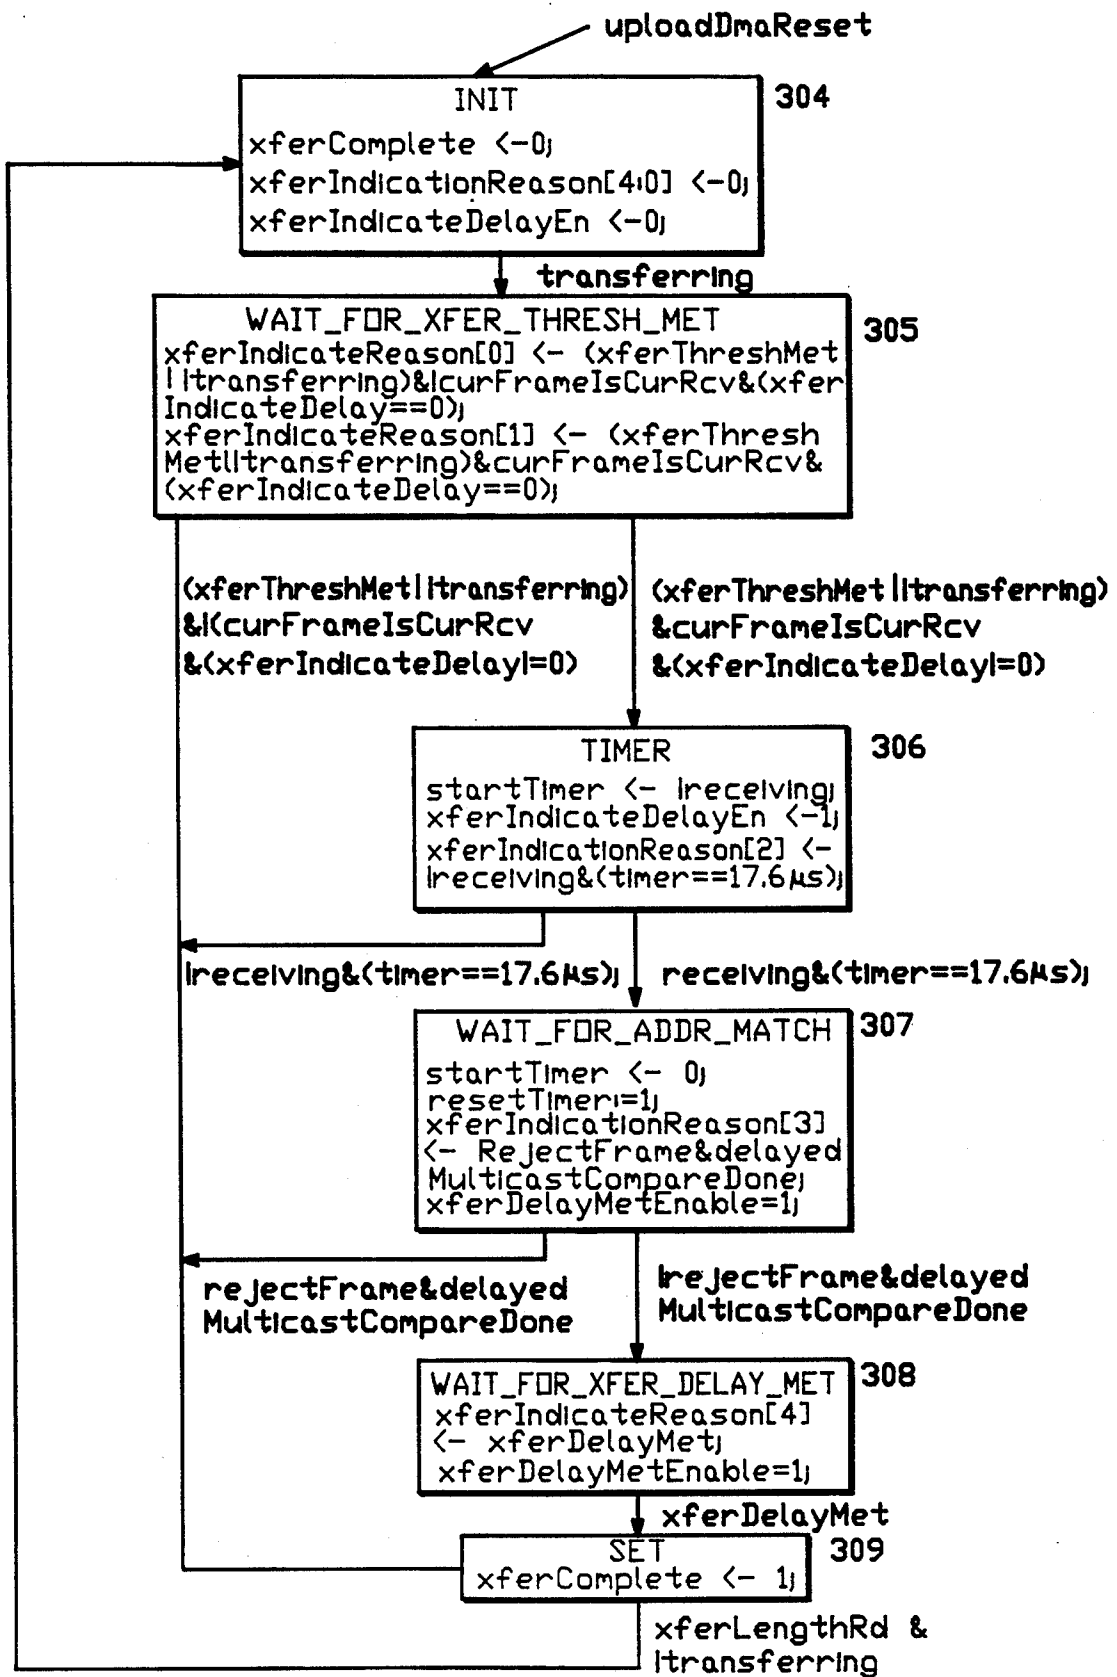 uploadDmaReset
INIT
304
xferComplete <-0;
xferIndicationReason[4:0] <-0;
xferIndicateDelayEn <-0;
transferring
WAIT_FOR_XFER_THRESH_MET
305
xferIndicateReason[0] <- (xferThreshMet
|!transferring)&!curFrameIsCurRcv&(xfer
IndicateDelay==0);
xferIndicateReason[1] <- (xferThresh
Met|!transferring)&curFrameIsCurRcv&
(xferIndicateDelay==0);
(xferThreshMet|!transferring)
&!(curFrameIsCurRcv
&(xferIndicateDelay!=0)
(xferThreshMet|!transferring)
&curFrameIsCurRcv
&(xferIndicateDelay!=0)
TIMER
306
startTimer <- !receiving;
xferIndicateDelayEn <-1;
xferIndicationReason[2] <-
!receiving&(timer==17.6µs);
!receiving&(timer==17.6µs);
receiving&(timer==17.6µs);
WAIT_FOR_ADDR_MATCH
307
startTimer <- 0;
resetTimer:=1;
xferIndicationReason[3]
<- RejectFrame&delayed
MulticastCompareDone;
xferDelayMetEnable=1;
rejectFrame&delayed
MulticastCompareDone
!rejectFrame&delayed
MulticastCompareDone
WAIT_FOR_XFER_DELAY_MET
308
xferIndicateReason[4]
<- xferDelayMet;
xferDelayMetEnable=1;
xferDelayMet
SET
309
xferComplete <- 1;
xferLengthRd &
!transferring